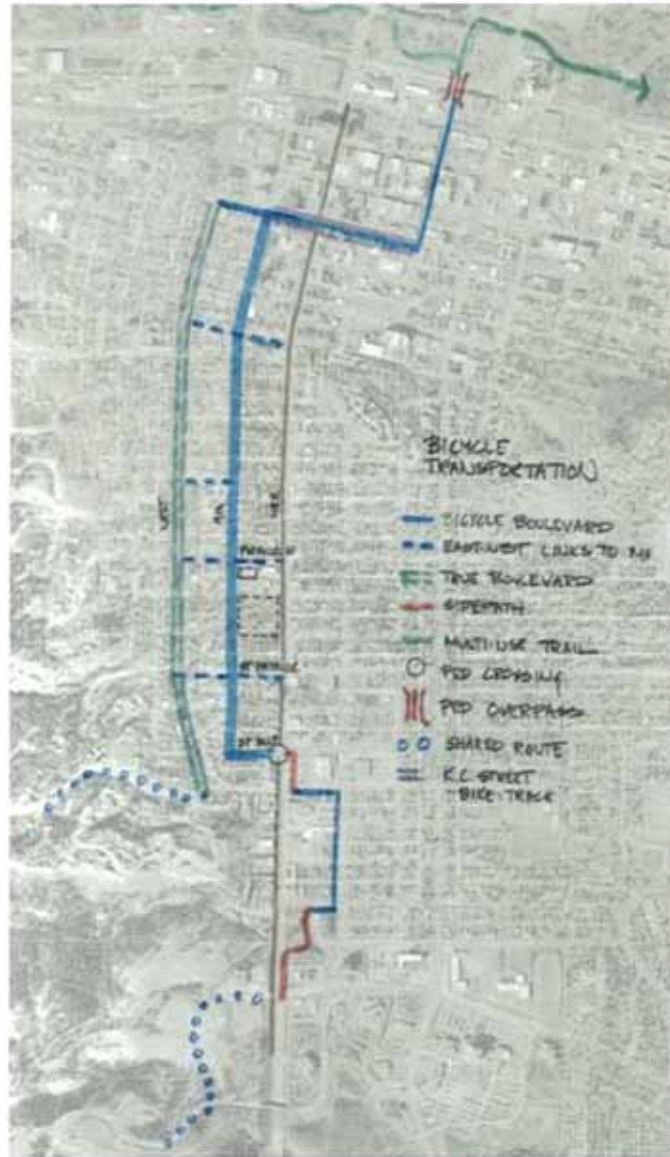 BICYCLE
TRANSPORTATION
BICYCLE BOULEVARD
EAST-WEST LINKS TO
TRUE BOULEVARD
SIDEPATH
MULTI-USE TRAIL
PED CROSSING
PED OVERPASS
SHARED ROUTE
K.C. STREET
BIKE TRACK
WEST